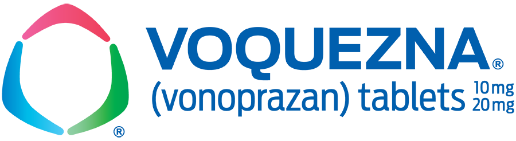 VOQUEZNA®
(vonoprazan) tablets 10mg
20mg
®